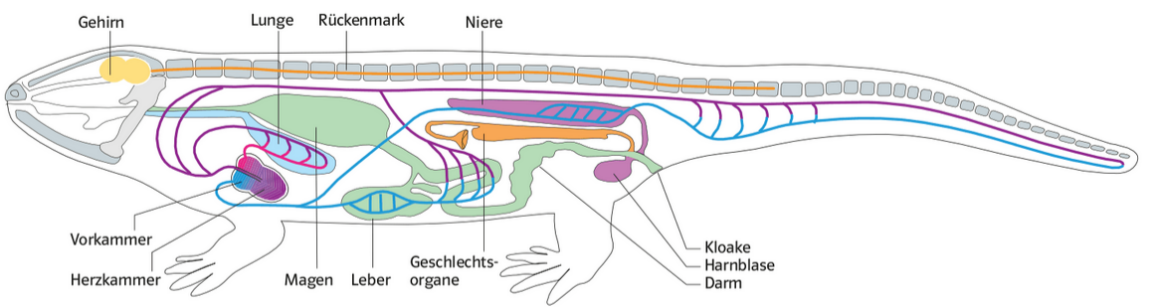 Gehirn
Lunge
Rückenmark
Niere
Vorkammer
Herzkammer
Magen
Leber
Geschlechts-
organe
Kloake
Harnblase
Darm